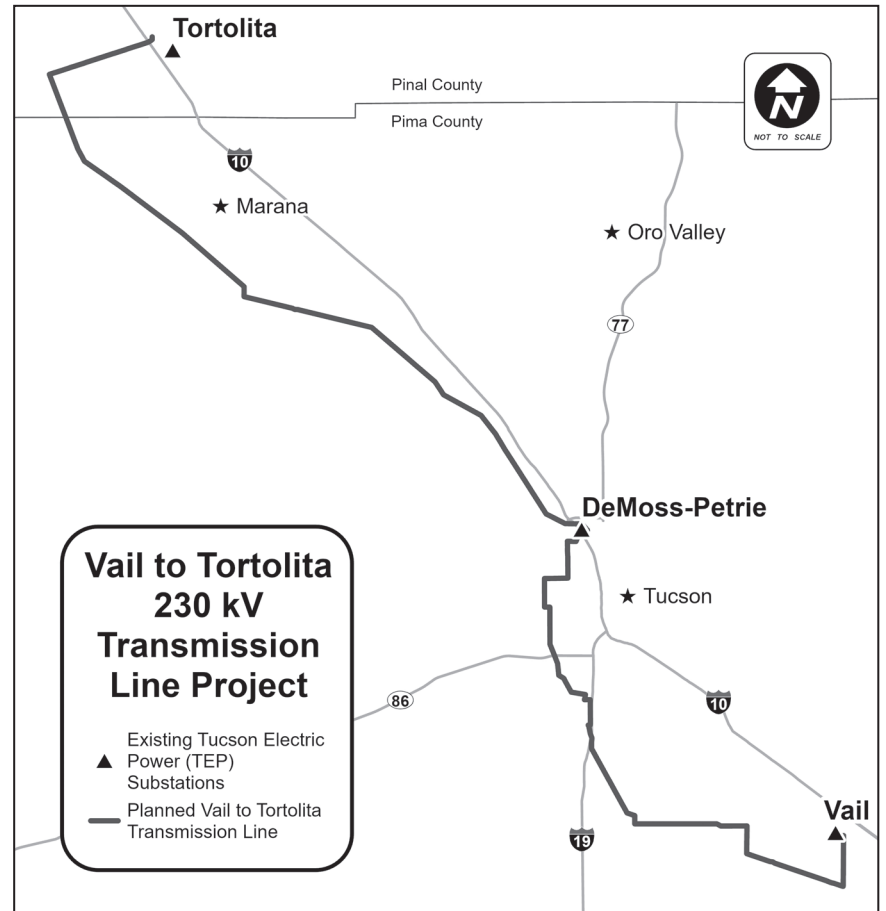 Tortolita
Pinal County
Pima County
N
NOT TO SCALE
10
Marana
Oro Valley
77
DeMoss-Petrie
Tucson
86
10
Vail
19
Vail to Tortolita
230 kV
Transmission
Line Project
Existing Tucson Electric
Power (TEP)
Substations
Planned Vail to Tortolita
Transmission Line